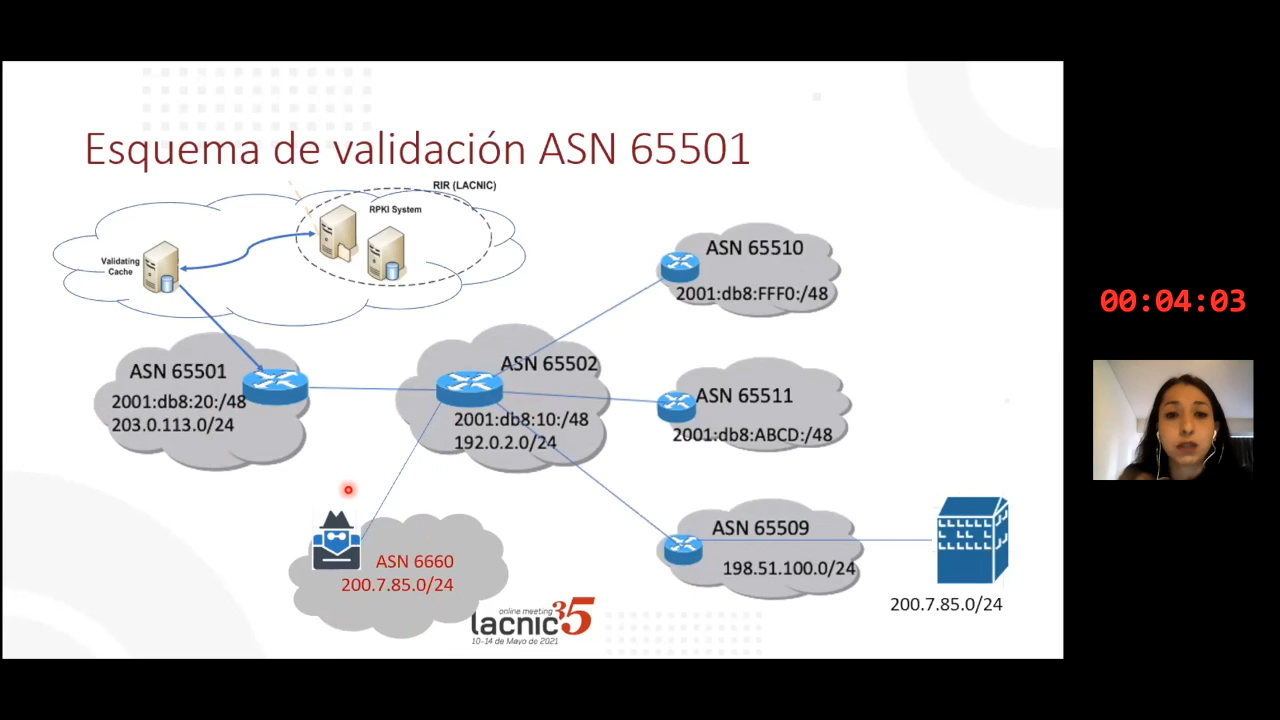 Esquema de validación ASN 65501
RIR (LACNIC)
RPKI System
Validating
Cache
ASN 65501
2001:db8:20:/48
203.0.113.0/24
ASN 65502
2001:db8:10:/48
192.0.2.0/24
ASN 65510
2001:db8:FFF0:/48
ASN 65511
2001:db8:ABCD:/48
ASN 65509
198.51.100.0/24
200.7.85.0/24
ASN 6660
200.7.85.0/24
online meeting
lacnic35
10-14 de Mayo de 2021
00:04:03